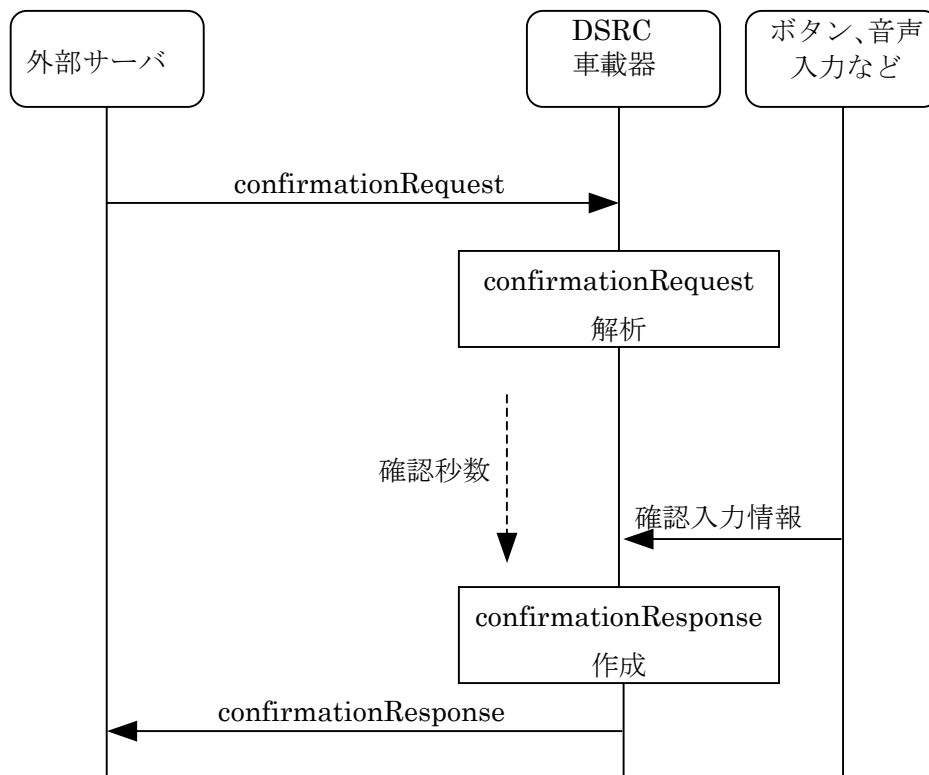 外部サーバ
DSRC
車載器
ボタン、音声
入力など
confirmationRequest
confirmationRequest
解析
確認秒数
確認入力情報
confirmationResponse
作成
confirmationResponse